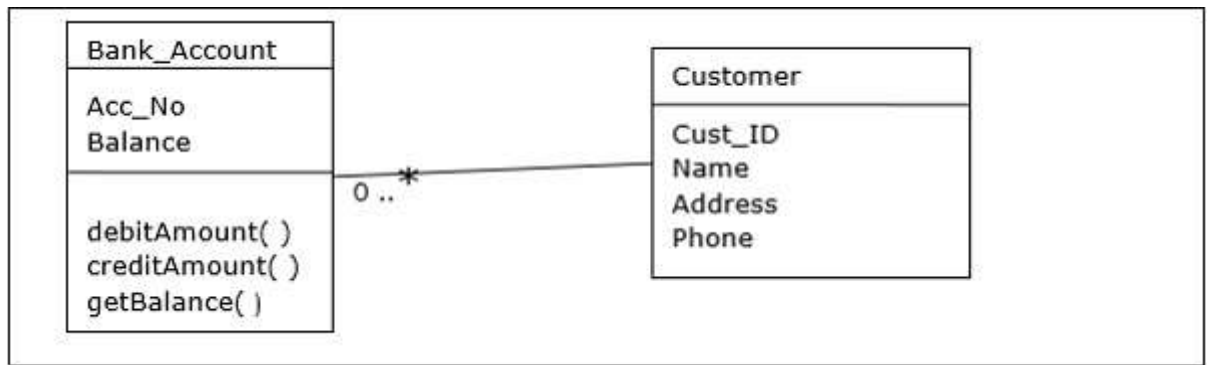 Bank_Account
Acc_No
Balance
debitAmount( )
creditAmount( )
getBalance( )
0 ..*
Customer
Cust_ID
Name
Address
Phone